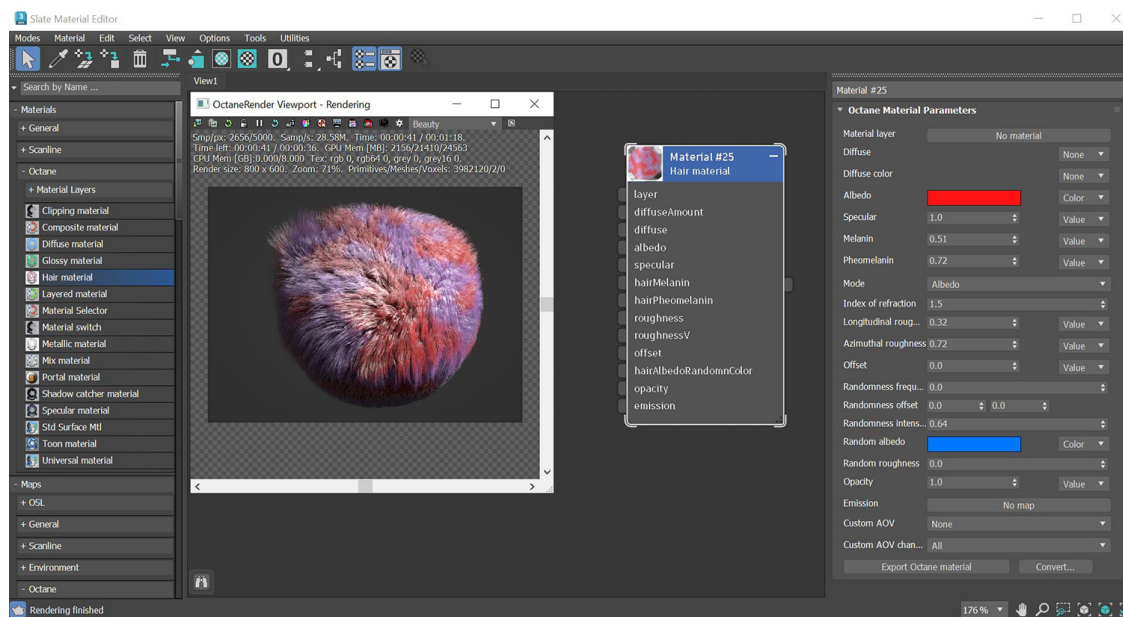 Slate Material Editor
Modes Material Edit Select View Options Tools Utilities
Search by Name ...
- Materials
+ General
+ Scanline
- Octane
+ Material Layers
Clipping material
Composite material
Diffuse material
Glossy material
Hair material
Layered material
Material Selector
Material switch
Metallic material
Mix material
Portal material
Shadow catcher material
Specular material
Std Surface Mtl
Toon material
Universal material
- Maps
+ OSL
+ General
+ Scanline
+ Environment
- Octane
Rendering finished
View1
OctaneRender Viewport - Rendering
Beauty
Smp/px: 2656/5000. Samp/s: 28.58M. Time: 00:00:41 / 00:01:18.
Time left: 00:00:41 / 00:00:36. GPU Mem [MB]: 2156/21410/24563
CPU Mem [GB]:0.000/8.000 Tex: rgb 0, rgb64 0, grey 0, grey16 0.
Render size: 800 x 600. Zoom: 71%. Primitives/Meshes/Voxels: 3982120/2/0
Material #25
Hair material
layer
diffuseAmount
diffuse
albedo
specular
hairMelanin
hairPheomelanin
roughness
roughnessV
offset
hairAlbedoRandomnColor
opacity
emission
Material #25
Octane Material Parameters
Material layer No material
Diffuse None
Diffuse color None
Albedo Color
Specular 1.0 Value
Melanin 0.51 Value
Pheomelanin 0.72 Value
Mode Albedo
Index of refraction 1.5
Longitudinal roug... 0.32 Value
Azimuthal roughness 0.72 Value
Offset 0.0 Value
Randomness frequ... 0.0
Randomness offset 0.0 0.0
Randomness intens... 0.64
Random albedo Color
Random roughness 0.0
Opacity 1.0 Value
Emission No map
Custom AOV None
Custom AOV chan... All
Export Octane material Convert...
176 %